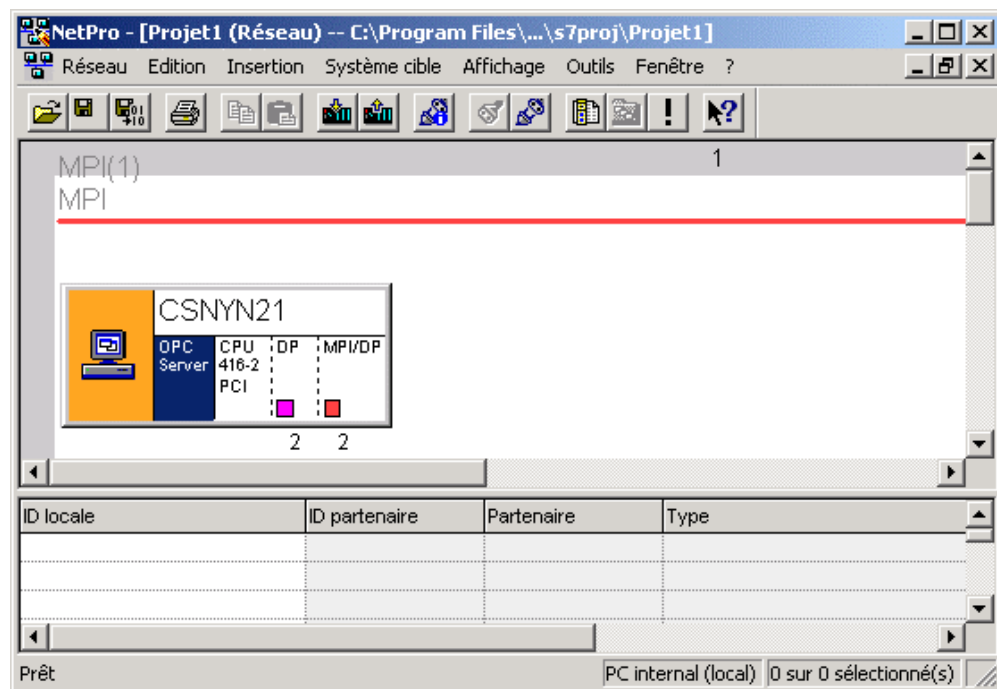 NetPro - [Projet1 (Réseau) -- C:\Program Files\...\s7proj\Projet1]
Réseau Edition Insertion Système cible Affichage Outils Fenêtre ?
1
MPI(1)
MPI
CSNYN21
OPC Server
CPU 416-2 PCI
DP
MPI/DP
2 2
ID locale ID partenaire Partenaire Type
Prêt PC internal (local) 0 sur 0 sélectionné(s)